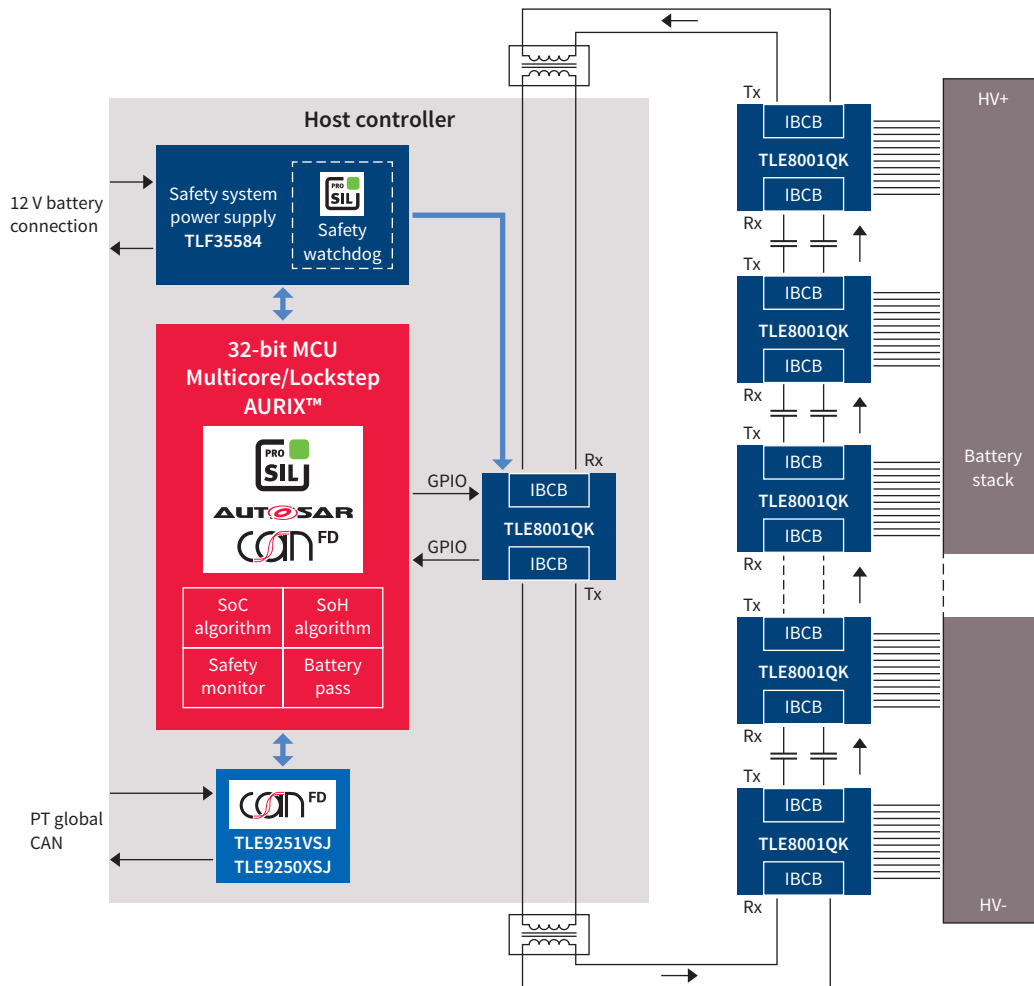 Host controller
12 V battery
connection
Safety system
power supply
TLF35584
PRO
SIL
Safety
watchdog
32-bit MCU
Multicore/Lockstep
AURIX™
PRO
SIL
AUTOSAR
CAN FD
SoC
algorithm
SoH
algorithm
Safety
monitor
Battery
pass
PT global
CAN
CAN FD
TLE9251VSJ
TLE9250XSJ
GPIO
GPIO
Rx
IBCB
TLE8001QK
IBCB
Tx
Tx
IBCB
TLE8001QK
IBCB
Rx
Tx
IBCB
TLE8001QK
IBCB
Rx
Tx
IBCB
TLE8001QK
IBCB
Rx
Tx
IBCB
TLE8001QK
IBCB
Rx
Tx
IBCB
TLE8001QK
IBCB
Rx
HV+
Battery
stack
HV-